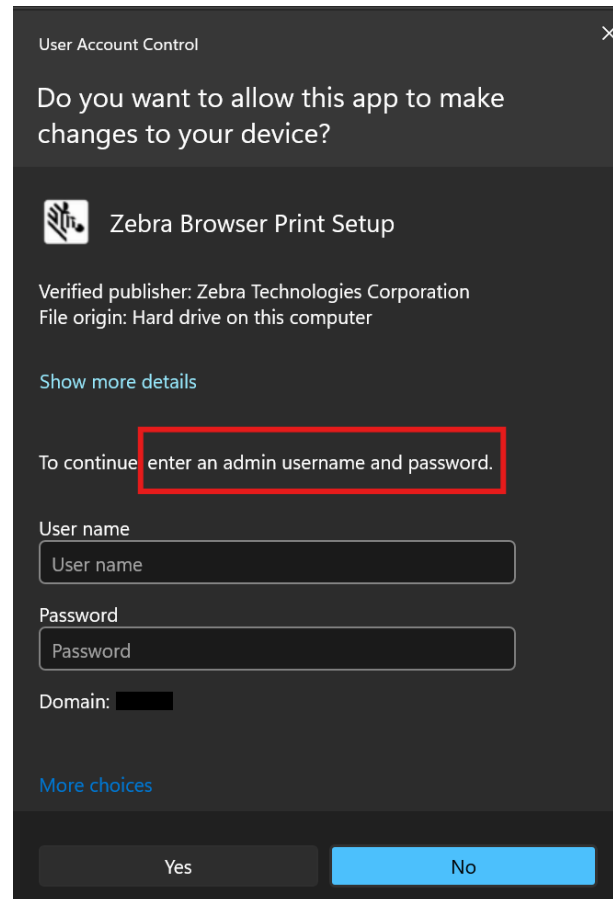 User Account Control
Do you want to allow this app to make
changes to your device?
Zebra Browser Print Setup
Verified publisher: Zebra Technologies Corporation
File origin: Hard drive on this computer
Show more details
To continue enter an admin username and password.
User name
User name
Password
Password
Domain:
More choices
Yes
No